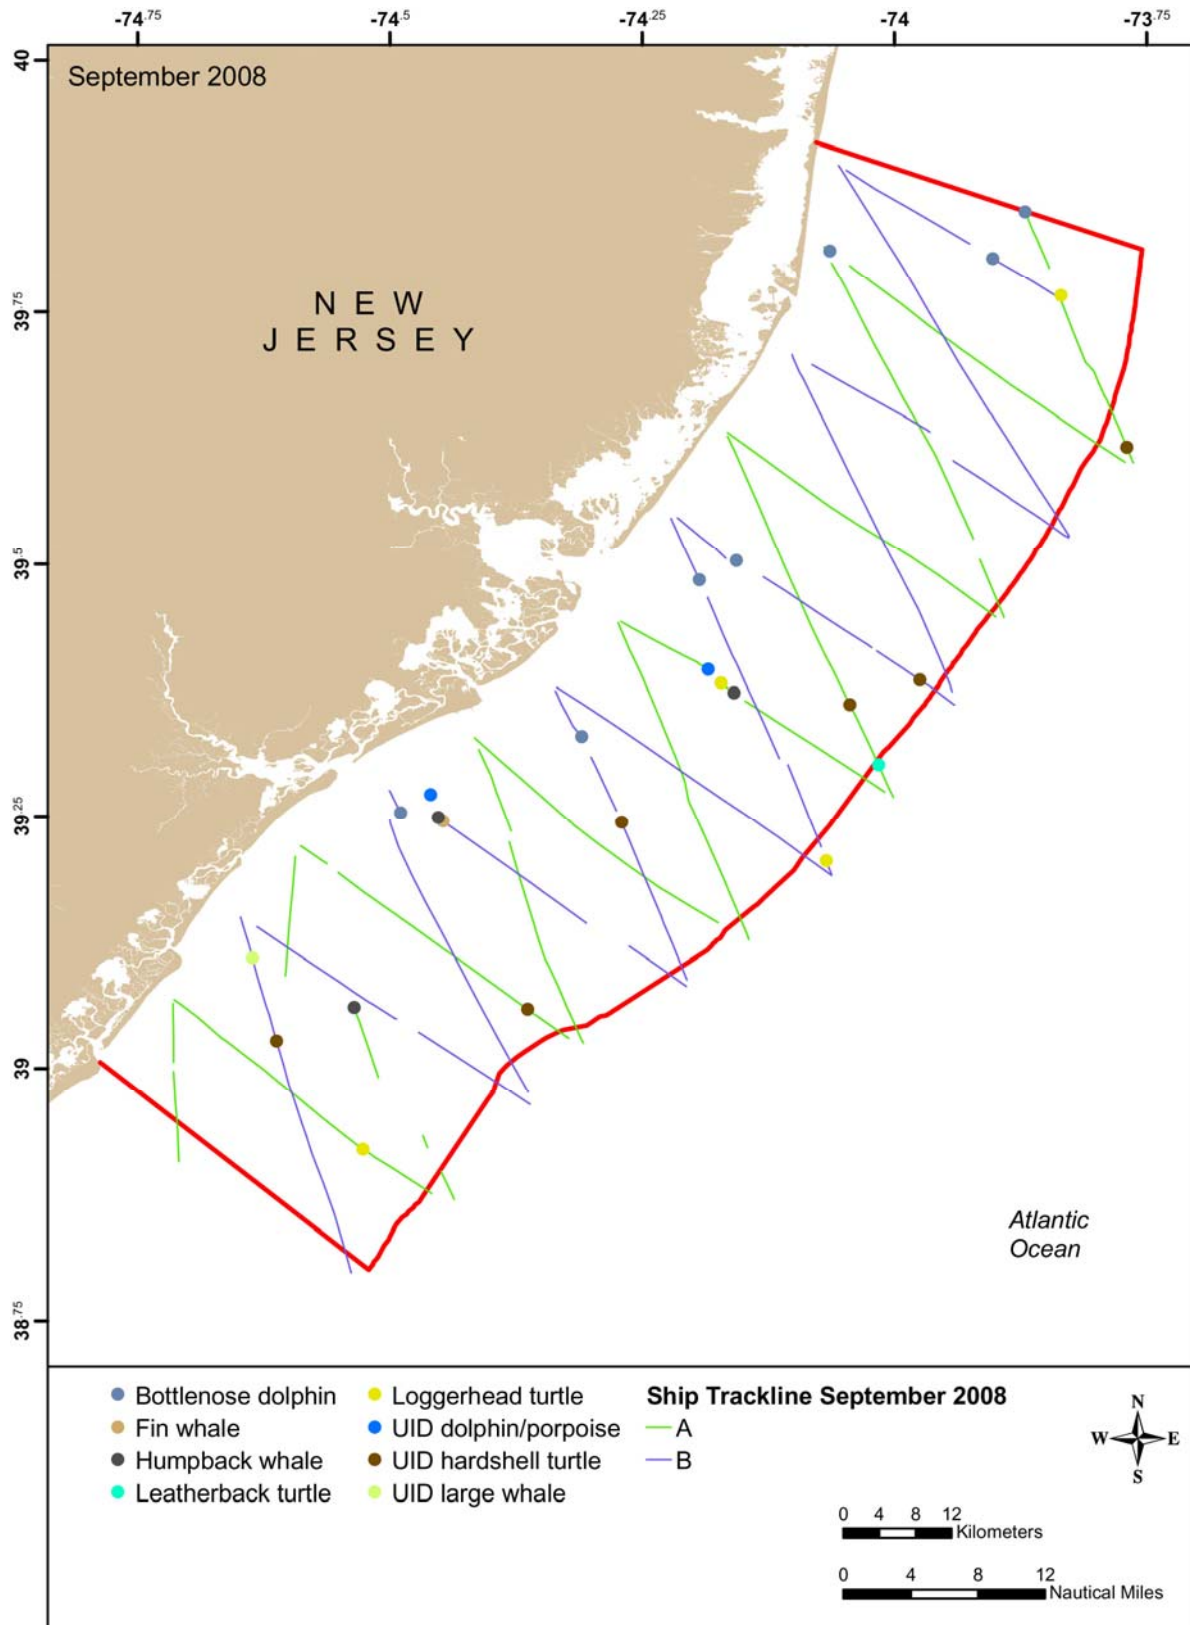 -74.75 -74.5 -74.25 -74 -73.75
40
September 2008
39.75
NEW
JERSEY
39.5
39.25
39
Atlantic
Ocean
38.75
Bottlenose dolphin
Fin whale
Humpback whale
Leatherback turtle
Loggerhead turtle
UID dolphin/porpoise
UID hardshell turtle
UID large whale
Ship Trackline September 2008
A
B
N
W E
S
0 4 8 12
Kilometers
0 4 8 12
Nautical Miles